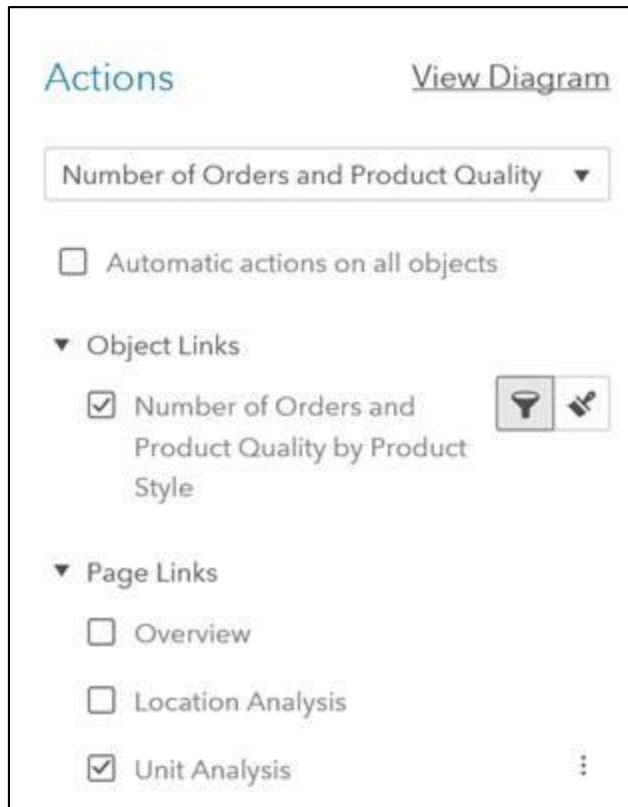 Actions View Diagram
Number of Orders and Product Quality
Automatic actions on all objects
Object Links
Number of Orders and
Product Quality by Product
Style
Page Links
Overview
Location Analysis
Unit Analysis